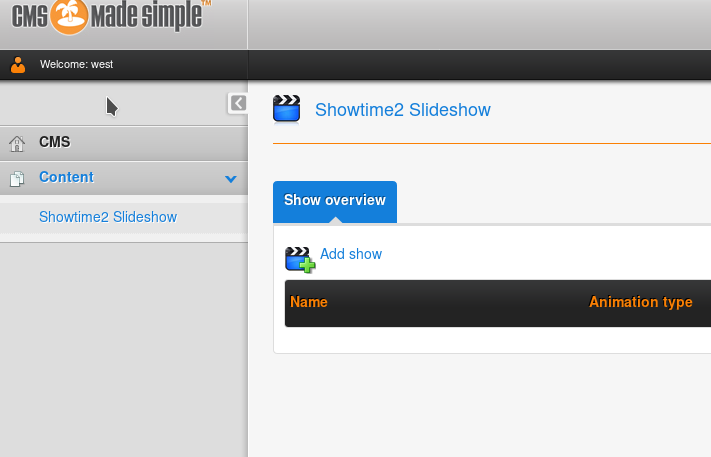 CMS Made Simple™
Welcome: west
CMS
Content
Showtime2 Slideshow
Showtime2 Slideshow
Show overview
Add show
Name Animation type